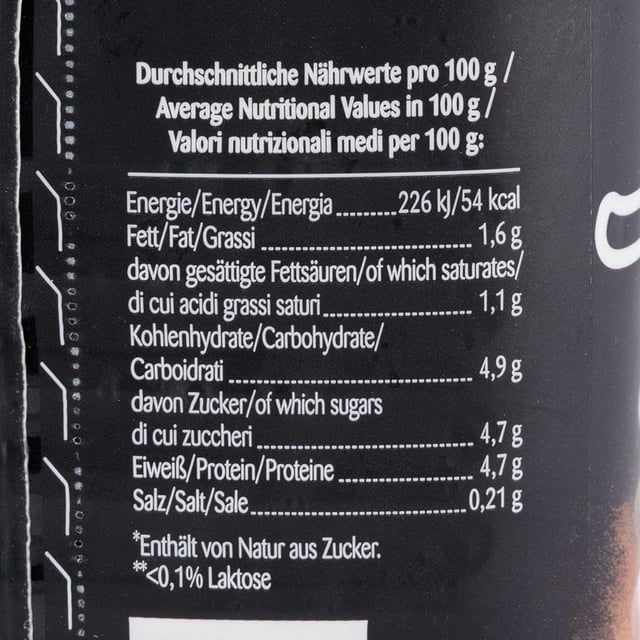 Durchschnittliche Nährwerte pro 100 g /
Average Nutritional Values in 100 g /
Valori nutrizionali medi per 100 g:
Energie/Energy/Energia.........226 kJ/54 kcal
Fett/Fat/Grassi ................................ 1,6 g
davon gesättigte Fettsäuren/of which saturates/
di cui acidi grassi saturi...................... 1,1 g
Kohlenhydrate/Carbohydrate/
Carboidrati ..................................... 4,9 g
davon Zucker/of which sugars
di cui zuccheri ................................. 4,7 g
Eiweiß/Protein/Proteine .................... 4,7 g
Salz/Salt/Sale.................................0,21 g
*Enthält von Natur aus Zucker.
**<0,1% Laktose